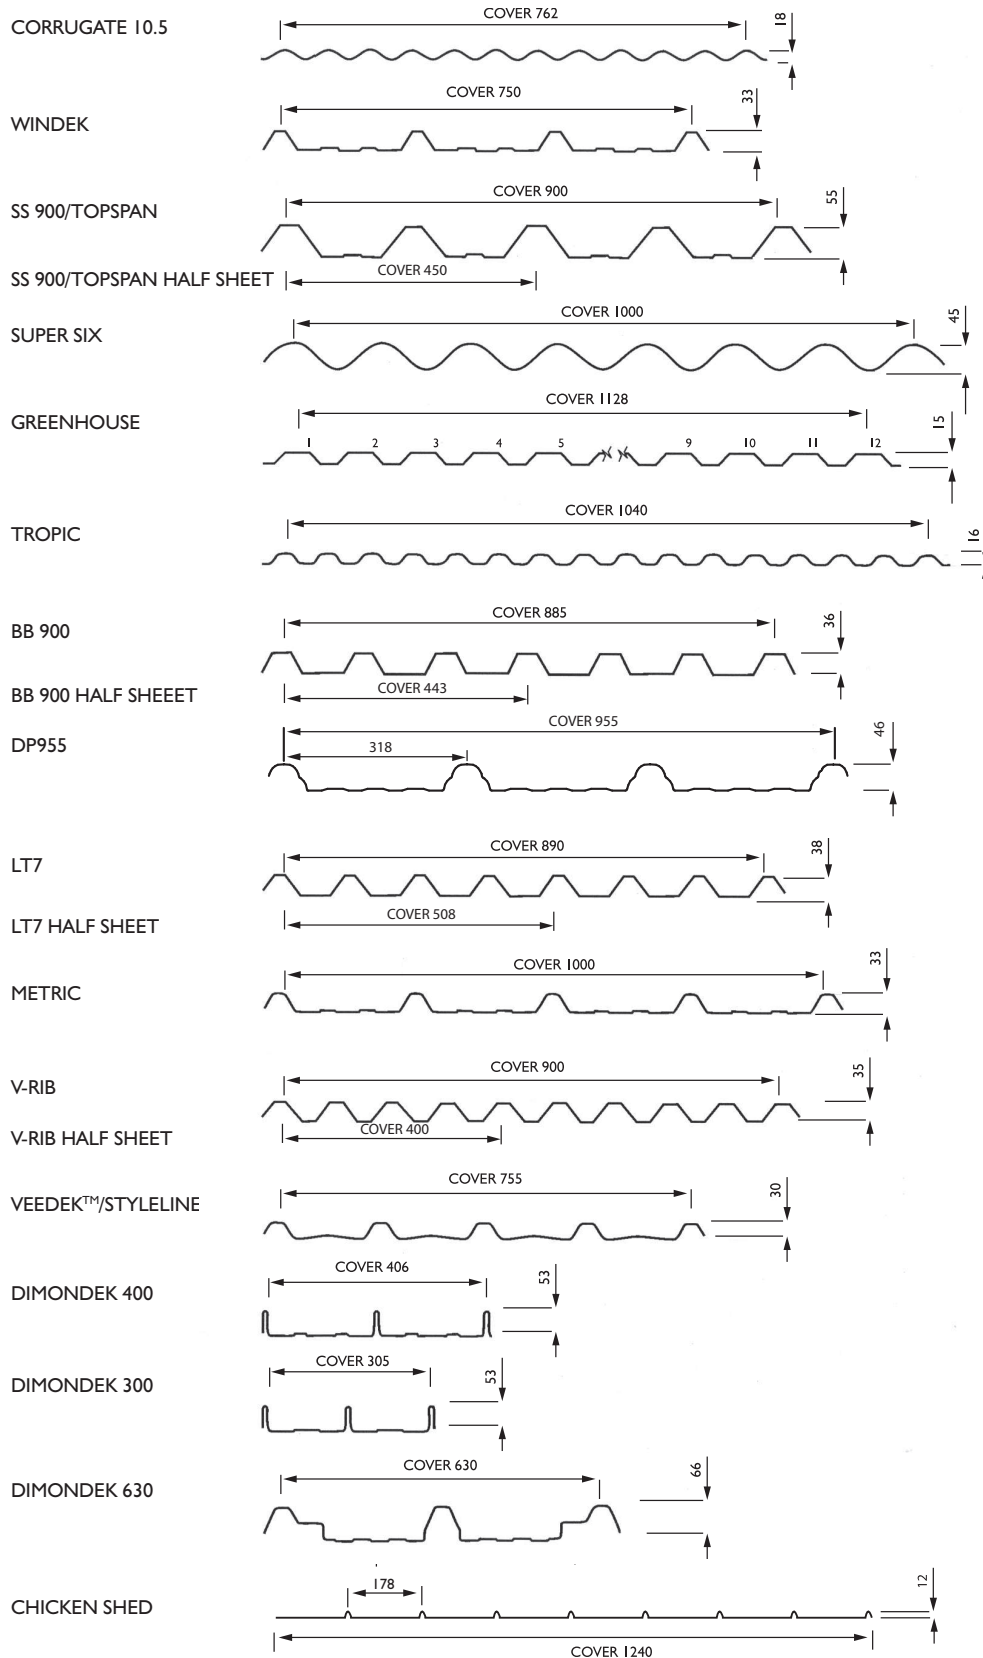 COVER 762
18
CORRUGATE 10.5
COVER 750
33
WINDEK
COVER 900
55
SS 900/TOPSPAN
COVER 450
SS 900/TOPSPAN HALF SHEET
COVER 1000
45
SUPER SIX
COVER 1128
15
GREENHOUSE
1 2 3 4 5 9 10 11 12
COVER 1040
16
TROPIC
COVER 885
36
BB 900
COVER 443
BB 900 HALF SHEEET
COVER 955
46
DP955
318
COVER 890
38
LT7
COVER 508
LT7 HALF SHEET
COVER 1000
33
METRIC
COVER 900
35
V-RIB
COVER 400
V-RIB HALF SHEET
COVER 755
30
VEEDEK™/STYLELINE
COVER 406
53
DIMONDEK 400
COVER 305
53
DIMONDEK 300
COVER 630
66
DIMONDEK 630
178
12
CHICKEN SHED
COVER 1240